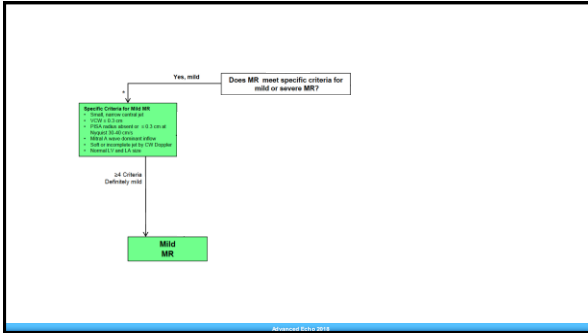 Yes, mild
Does MR meet specific criteria for
mild or severe MR?
*
Specific Criteria for Mild MR
• Small, narrow central jet
• VCW ≤ 0.3 cm
• PISA radius absent or ≤ 0.3 cm at
Nyquist 30-40 cm/s
• Mitral A wave dominant inflow
• Soft or incomplete jet by CW Doppler
• Normal LV and LA size
≥4 Criteria
Definitely mild
Mild
MR
Advanced Echo 2018